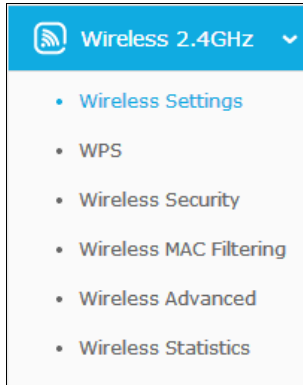 Wireless 2.4GHz
Wireless Settings
WPS
Wireless Security
Wireless MAC Filtering
Wireless Advanced
Wireless Statistics